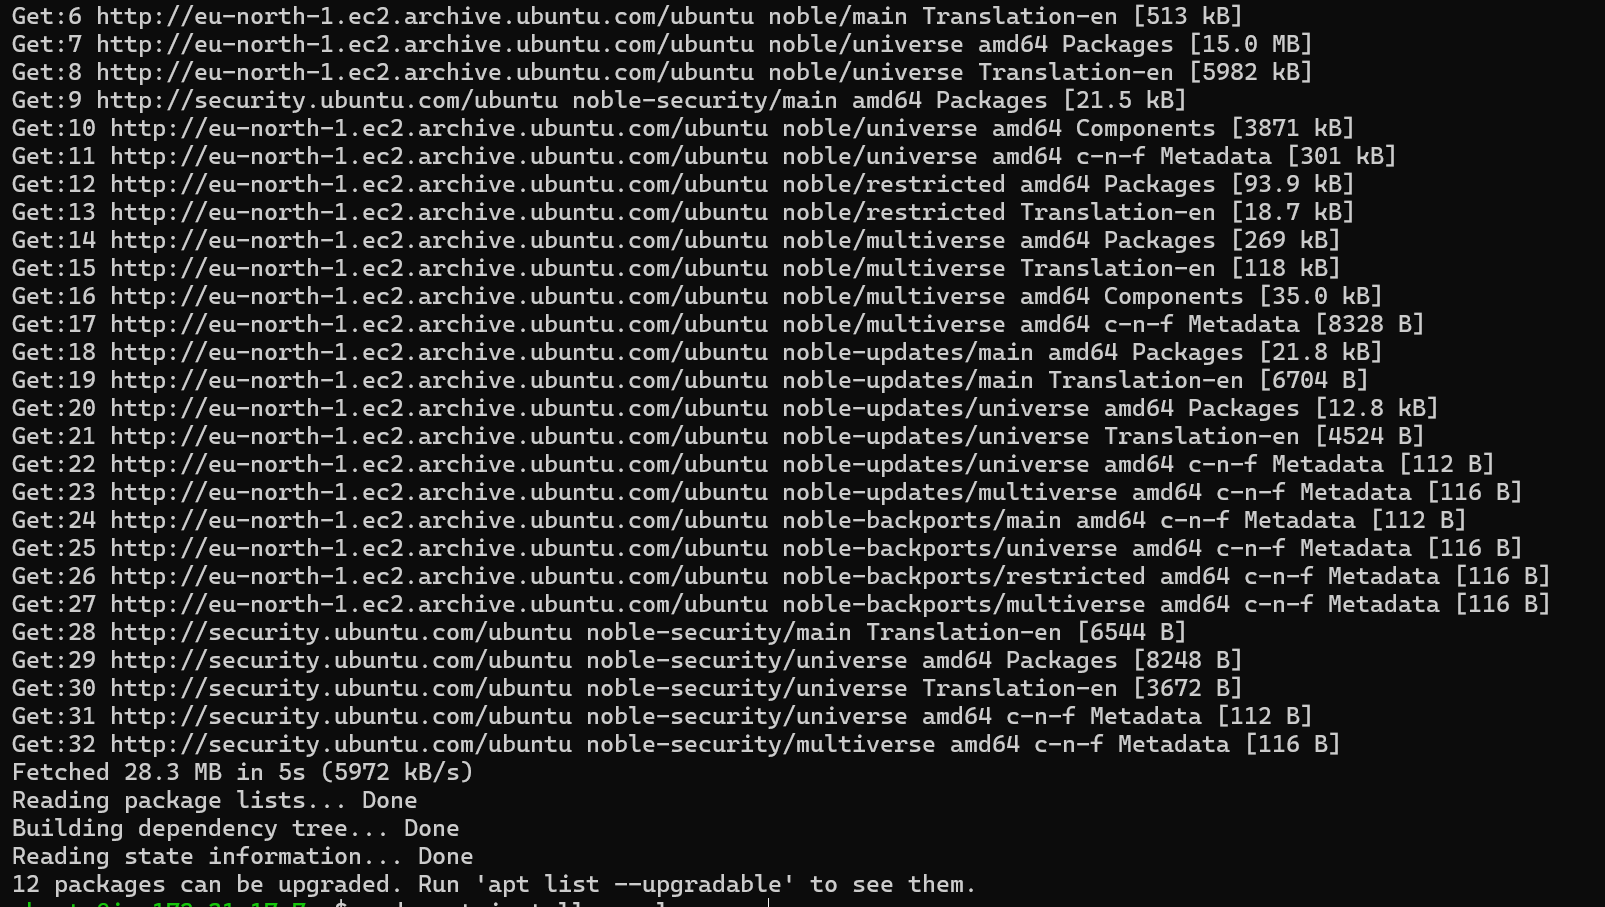 Get:6 http://eu-north-1.ec2.archive.ubuntu.com/ubuntu noble/main Translation-en [513 kB]
Get:7 http://eu-north-1.ec2.archive.ubuntu.com/ubuntu noble/universe amd64 Packages [15.0 MB]
Get:8 http://eu-north-1.ec2.archive.ubuntu.com/ubuntu noble/universe Translation-en [5982 kB]
Get:9 http://security.ubuntu.com/ubuntu noble-security/main amd64 Packages [21.5 kB]
Get:10 http://eu-north-1.ec2.archive.ubuntu.com/ubuntu noble/universe amd64 Components [3871 kB]
Get:11 http://eu-north-1.ec2.archive.ubuntu.com/ubuntu noble/universe amd64 c-n-f Metadata [301 kB]
Get:12 http://eu-north-1.ec2.archive.ubuntu.com/ubuntu noble/restricted amd64 Packages [93.9 kB]
Get:13 http://eu-north-1.ec2.archive.ubuntu.com/ubuntu noble/restricted Translation-en [18.7 kB]
Get:14 http://eu-north-1.ec2.archive.ubuntu.com/ubuntu noble/multiverse amd64 Packages [269 kB]
Get:15 http://eu-north-1.ec2.archive.ubuntu.com/ubuntu noble/multiverse Translation-en [118 kB]
Get:16 http://eu-north-1.ec2.archive.ubuntu.com/ubuntu noble/multiverse amd64 Components [35.0 kB]
Get:17 http://eu-north-1.ec2.archive.ubuntu.com/ubuntu noble/multiverse amd64 c-n-f Metadata [8328 B]
Get:18 http://eu-north-1.ec2.archive.ubuntu.com/ubuntu noble-updates/main amd64 Packages [21.8 kB]
Get:19 http://eu-north-1.ec2.archive.ubuntu.com/ubuntu noble-updates/main Translation-en [6704 B]
Get:20 http://eu-north-1.ec2.archive.ubuntu.com/ubuntu noble-updates/universe amd64 Packages [12.8 kB]
Get:21 http://eu-north-1.ec2.archive.ubuntu.com/ubuntu noble-updates/universe Translation-en [4524 B]
Get:22 http://eu-north-1.ec2.archive.ubuntu.com/ubuntu noble-updates/universe amd64 c-n-f Metadata [112 B]
Get:23 http://eu-north-1.ec2.archive.ubuntu.com/ubuntu noble-updates/multiverse amd64 c-n-f Metadata [116 B]
Get:24 http://eu-north-1.ec2.archive.ubuntu.com/ubuntu noble-backports/main amd64 c-n-f Metadata [112 B]
Get:25 http://eu-north-1.ec2.archive.ubuntu.com/ubuntu noble-backports/universe amd64 c-n-f Metadata [116 B]
Get:26 http://eu-north-1.ec2.archive.ubuntu.com/ubuntu noble-backports/restricted amd64 c-n-f Metadata [116 B]
Get:27 http://eu-north-1.ec2.archive.ubuntu.com/ubuntu noble-backports/multiverse amd64 c-n-f Metadata [116 B]
Get:28 http://security.ubuntu.com/ubuntu noble-security/main Translation-en [6544 B]
Get:29 http://security.ubuntu.com/ubuntu noble-security/universe amd64 Packages [8248 B]
Get:30 http://security.ubuntu.com/ubuntu noble-security/universe Translation-en [3672 B]
Get:31 http://security.ubuntu.com/ubuntu noble-security/universe amd64 c-n-f Metadata [112 B]
Get:32 http://security.ubuntu.com/ubuntu noble-security/multiverse amd64 c-n-f Metadata [116 B]
Fetched 28.3 MB in 5s (5972 kB/s)
Reading package lists... Done
Building dependency tree... Done
Reading state information... Done
12 packages can be upgraded. Run 'apt list --upgradable' to see them.